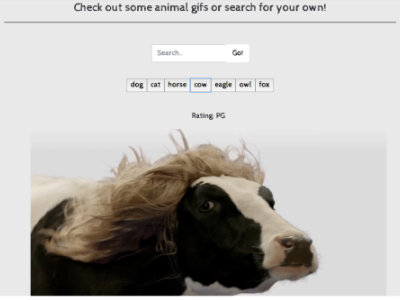 Check out some animal gifs or search for your own!
Search... Go!
dog cat horse cow eagle owl fox
Rating: PG